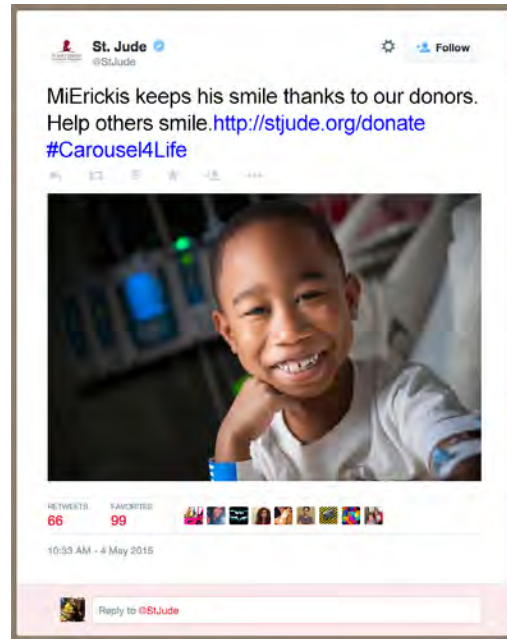 St. Jude
@StJude
Follow
MiErickis keeps his smile thanks to our donors.
Help others smile.http://stjude.org/donate
#Carousel4Life
RETWEETS FAVORITES
66 99
10:33 AM - 4 May 2015
Reply to @StJude